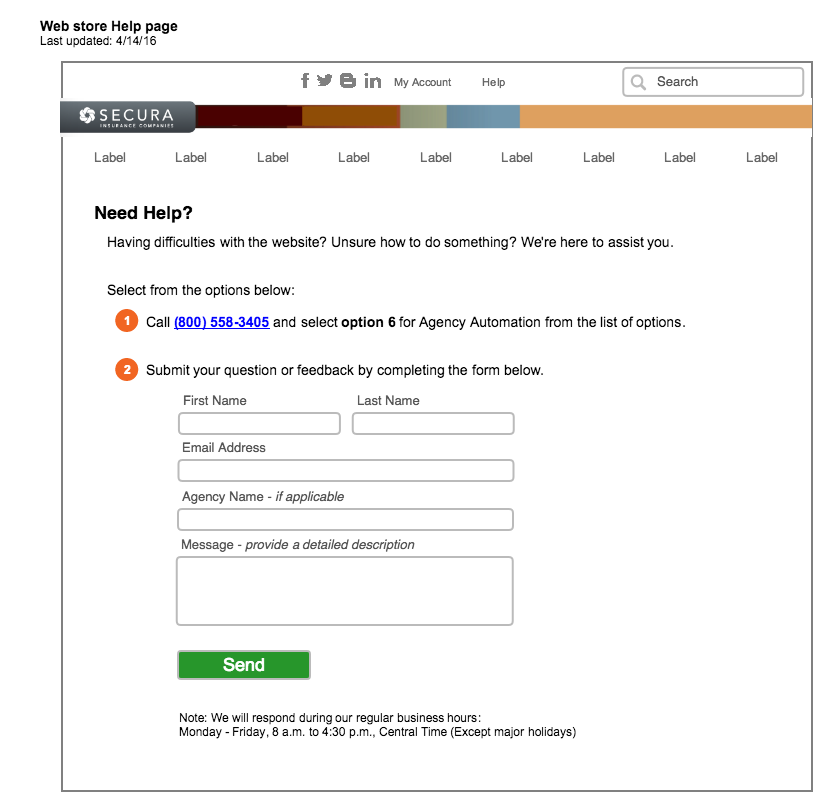 Web store Help page
Last updated: 4/14/16
My Account Help Search
SECURA
INSURANCE COMPANIES
Label Label Label Label Label Label Label Label Label
Need Help?
Having difficulties with the website? Unsure how to do something? We're here to assist you.
Select from the options below:
1 Call (800) 558-3405 and select option 6 for Agency Automation from the list of options.
2 Submit your question or feedback by completing the form below.
First Name Last Name
Email Address
Agency Name - if applicable
Message - provide a detailed description
Send
Note: We will respond during our regular business hours:
Monday - Friday, 8 a.m. to 4:30 p.m., Central Time (Except major holidays)